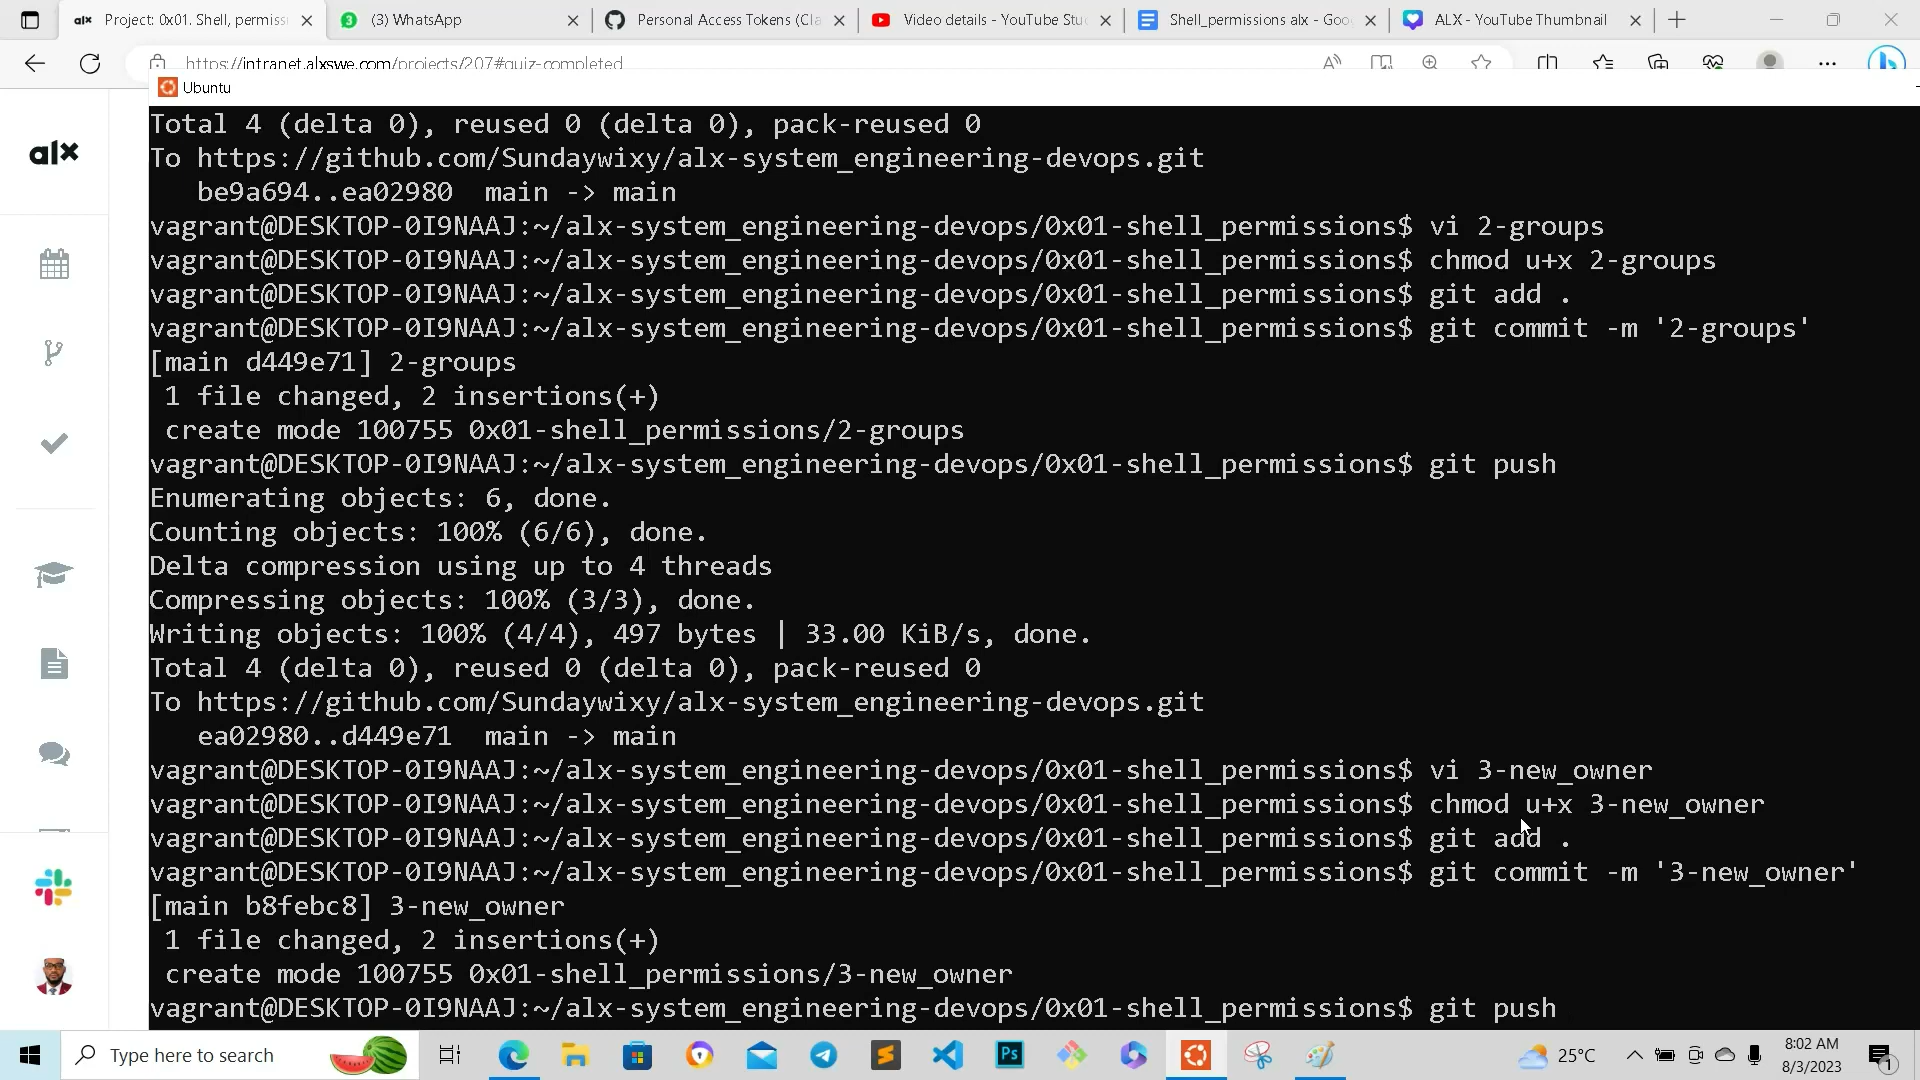 Project: 0x01. Shell, permiss
(3) WhatsApp
Personal Access Tokens (Cla
Video details - YouTube Stu
Shell_permissions alx - Goo
ALX - YouTube Thumbnail
https://intranet.alxswe.com/projects/207#quiz-completed
Ubuntu
alx
Total 4 (delta 0), reused 0 (delta 0), pack-reused 0
To https://github.com/Sundaywixy/alx-system_engineering-devops.git
be9a694..ea02980 main -> main
vagrant@DESKTOP-0I9NAAJ:~/alx-system_engineering-devops/0x01-shell_permissions$ vi 2-groups
vagrant@DESKTOP-0I9NAAJ:~/alx-system_engineering-devops/0x01-shell_permissions$ chmod u+x 2-groups
vagrant@DESKTOP-0I9NAAJ:~/alx-system_engineering-devops/0x01-shell_permissions$ git add .
vagrant@DESKTOP-0I9NAAJ:~/alx-system_engineering-devops/0x01-shell_permissions$ git commit -m '2-groups'
[main d449e71] 2-groups
1 file changed, 2 insertions(+)
create mode 100755 0x01-shell_permissions/2-groups
vagrant@DESKTOP-0I9NAAJ:~/alx-system_engineering-devops/0x01-shell_permissions$ git push
Enumerating objects: 6, done.
Counting objects: 100% (6/6), done.
Delta compression using up to 4 threads
Compressing objects: 100% (3/3), done.
Writing objects: 100% (4/4), 497 bytes | 33.00 KiB/s, done.
Total 4 (delta 0), reused 0 (delta 0), pack-reused 0
To https://github.com/Sundaywixy/alx-system_engineering-devops.git
ea02980..d449e71 main -> main
vagrant@DESKTOP-0I9NAAJ:~/alx-system_engineering-devops/0x01-shell_permissions$ vi 3-new_owner
vagrant@DESKTOP-0I9NAAJ:~/alx-system_engineering-devops/0x01-shell_permissions$ chmod u+x 3-new_owner
vagrant@DESKTOP-0I9NAAJ:~/alx-system_engineering-devops/0x01-shell_permissions$ git add .
vagrant@DESKTOP-0I9NAAJ:~/alx-system_engineering-devops/0x01-shell_permissions$ git commit -m '3-new_owner'
[main b8febc8] 3-new_owner
1 file changed, 2 insertions(+)
create mode 100755 0x01-shell_permissions/3-new_owner
vagrant@DESKTOP-0I9NAAJ:~/alx-system_engineering-devops/0x01-shell_permissions$ git push
Type here to search
Ps
25°C
8:02 AM
8/3/2023
1